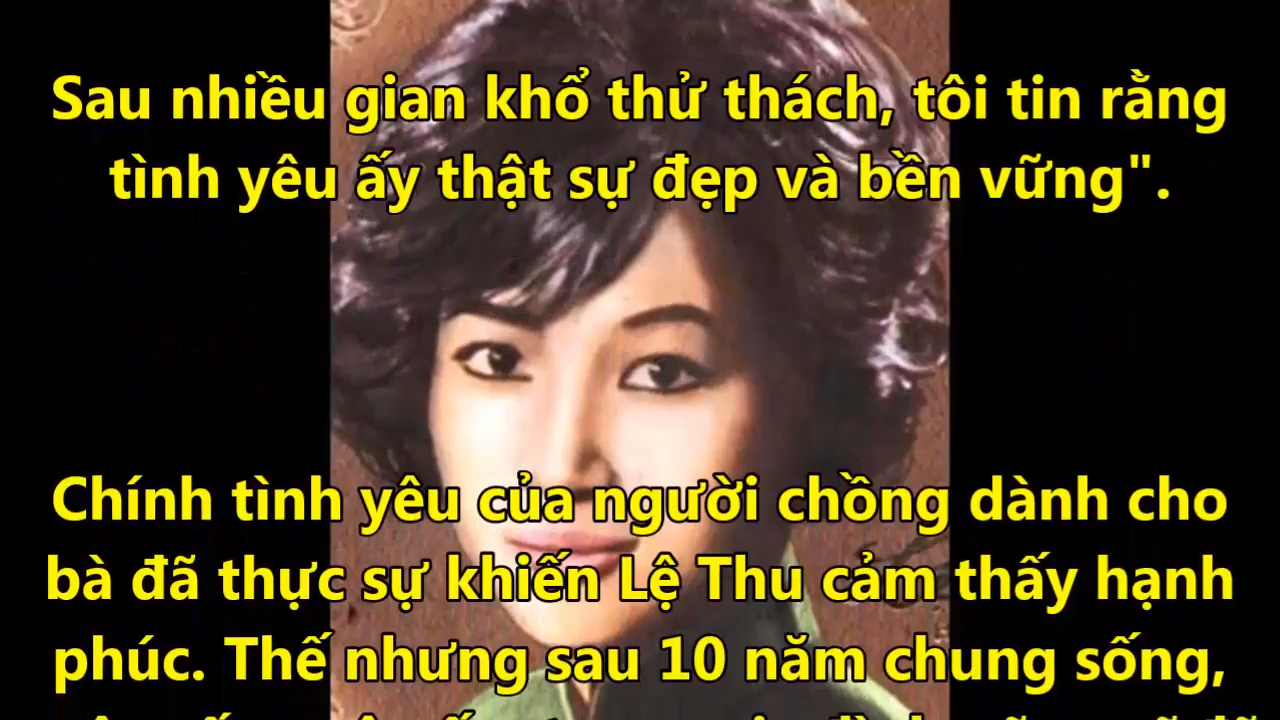 Sau nhiều gian khổ thử thách, tôi tin rằng
tình yêu ấy thật sự đẹp và bền vững".
Chính tình yêu của người chồng dành cho
bà đã thực sự khiến Lệ Thu cảm thấy hạnh
phúc. Thế nhưng sau 10 năm chung sống,